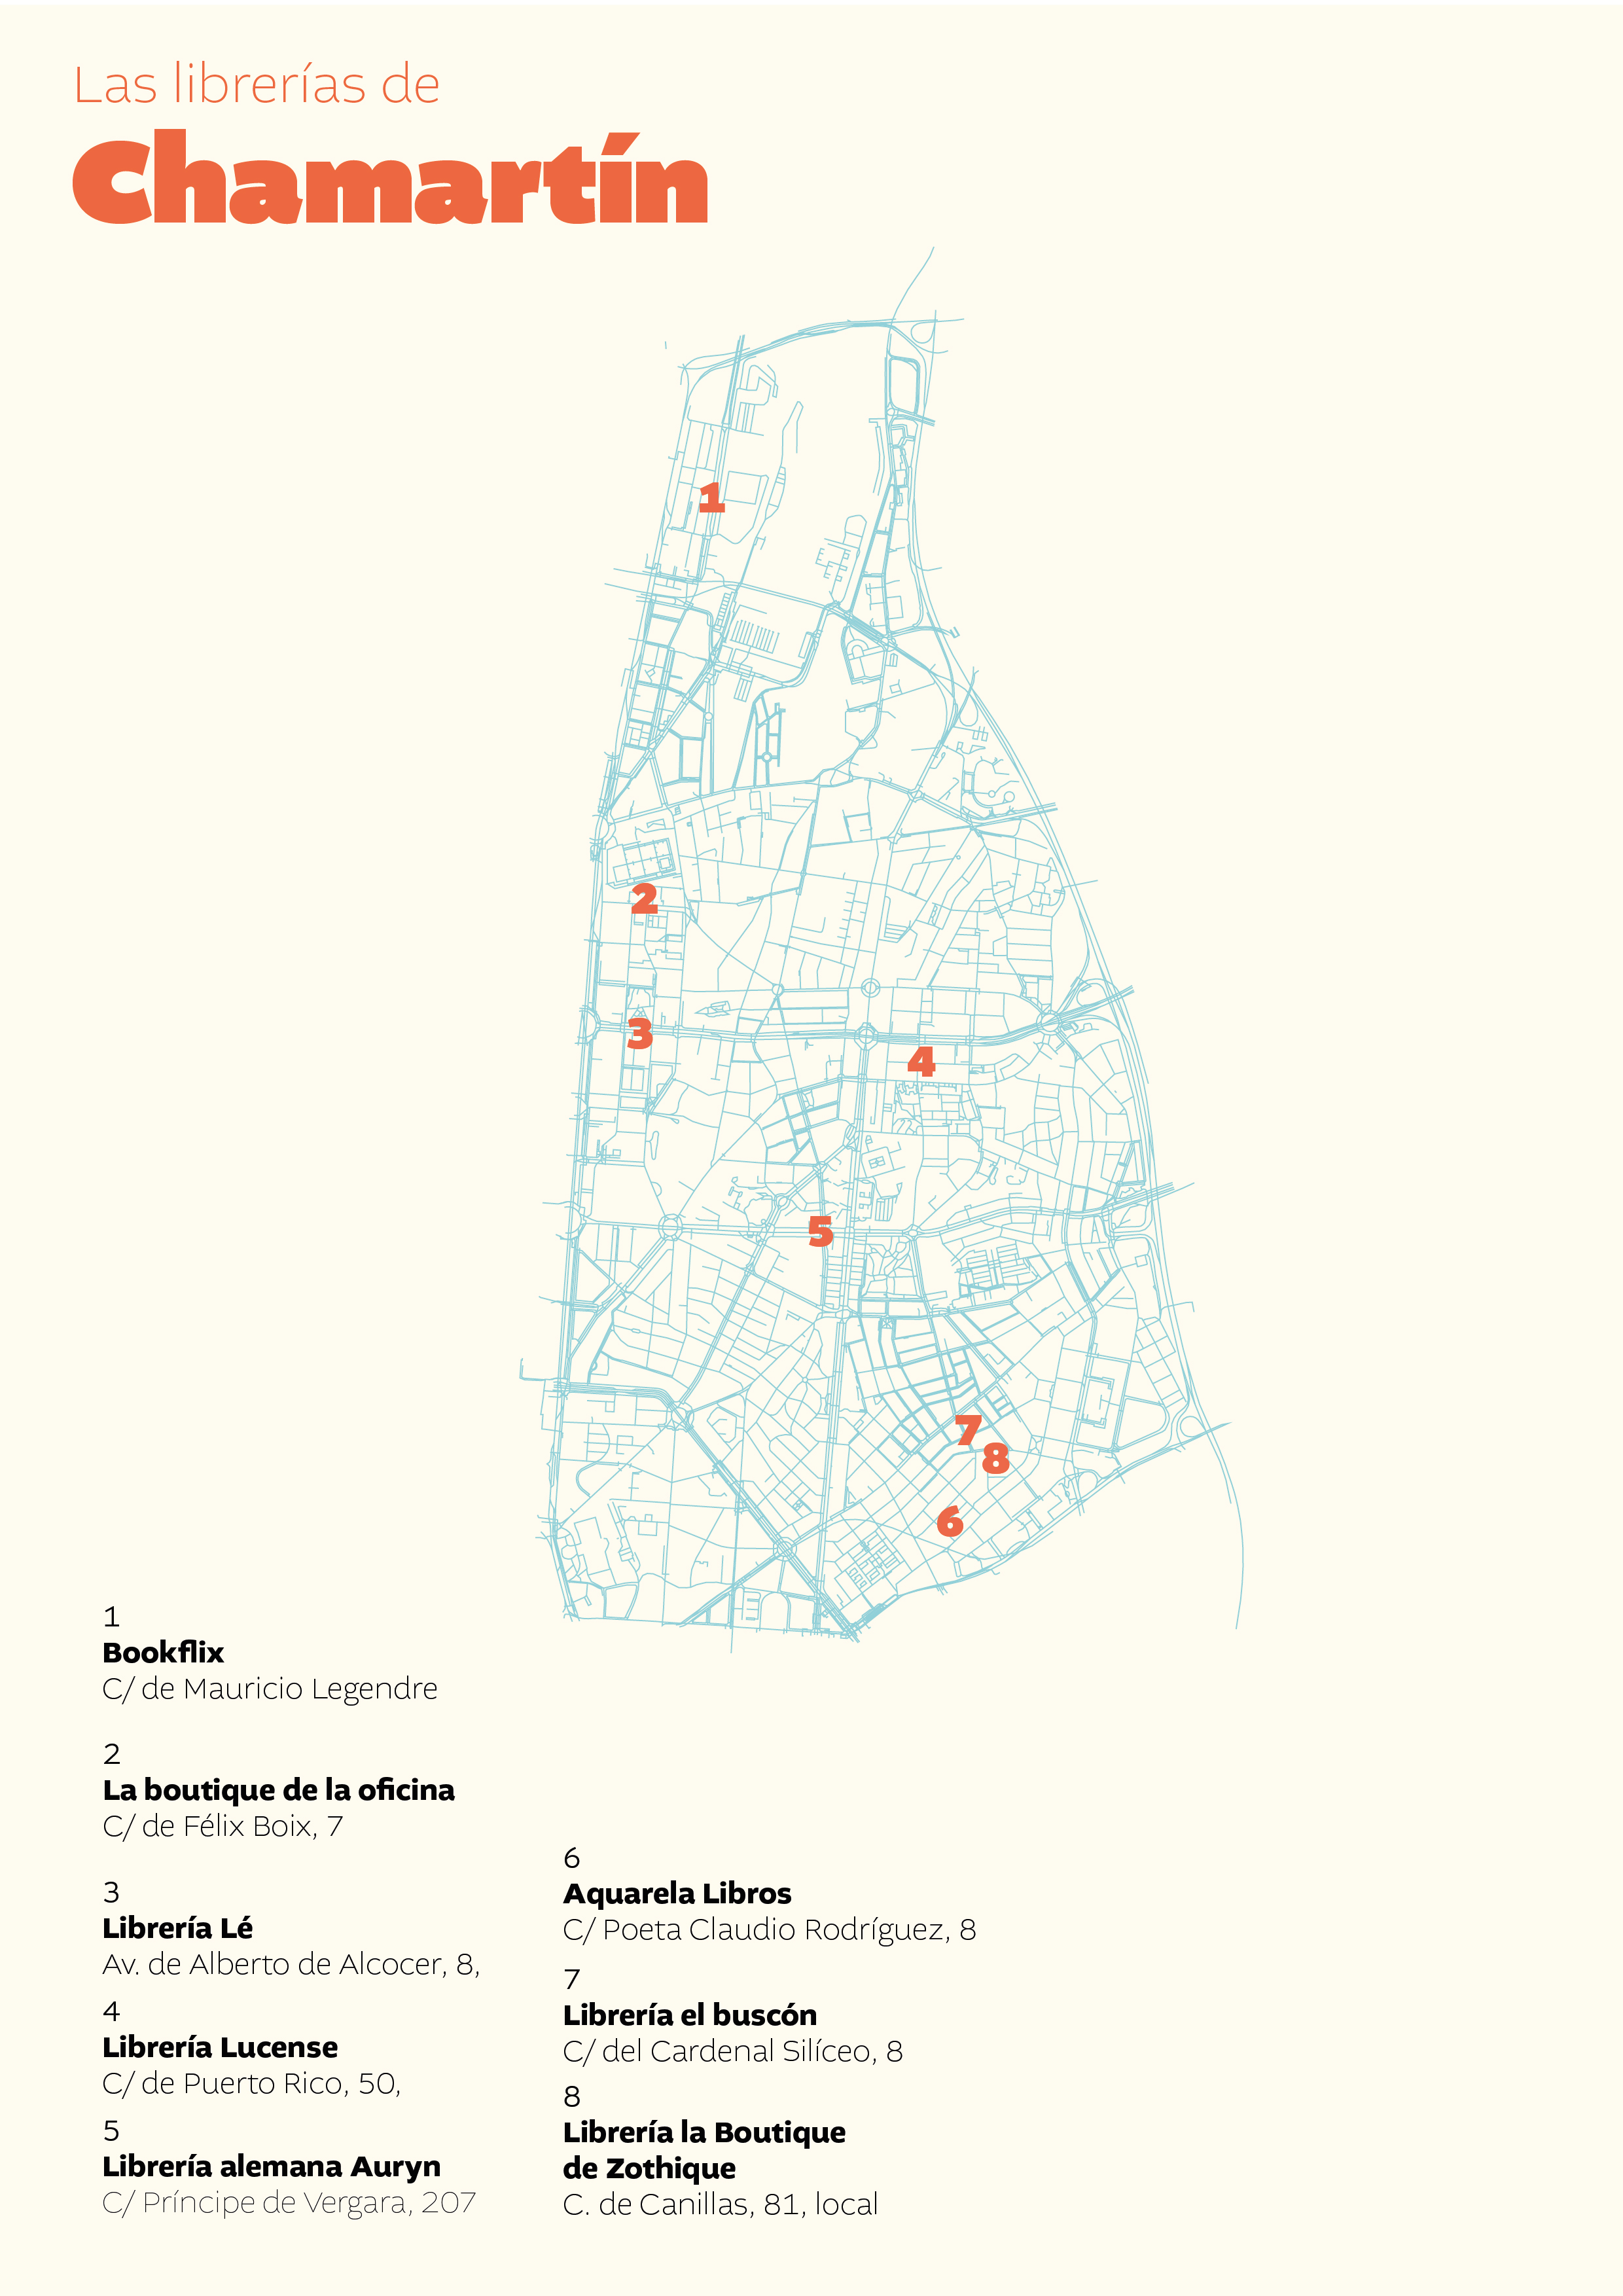 Las librerías de
Chamartín
1
2
3
4
5
7
8
6
1
Bookflix
C/ de Mauricio Legendre
2
La boutique de la oficina
C/ de Félix Boix, 7
3
Librería Lé
Av. de Alberto de Alcocer, 8,
4
Librería Lucense
C/ de Puerto Rico, 50,
5
Librería alemana Auryn
C/ Príncipe de Vergara, 207
6
Aquarela Libros
C/ Poeta Claudio Rodríguez, 8
7
Librería el buscón
C/ del Cardenal Silíceo, 8
8
Librería la Boutique
de Zothique
C. de Canillas, 81, local